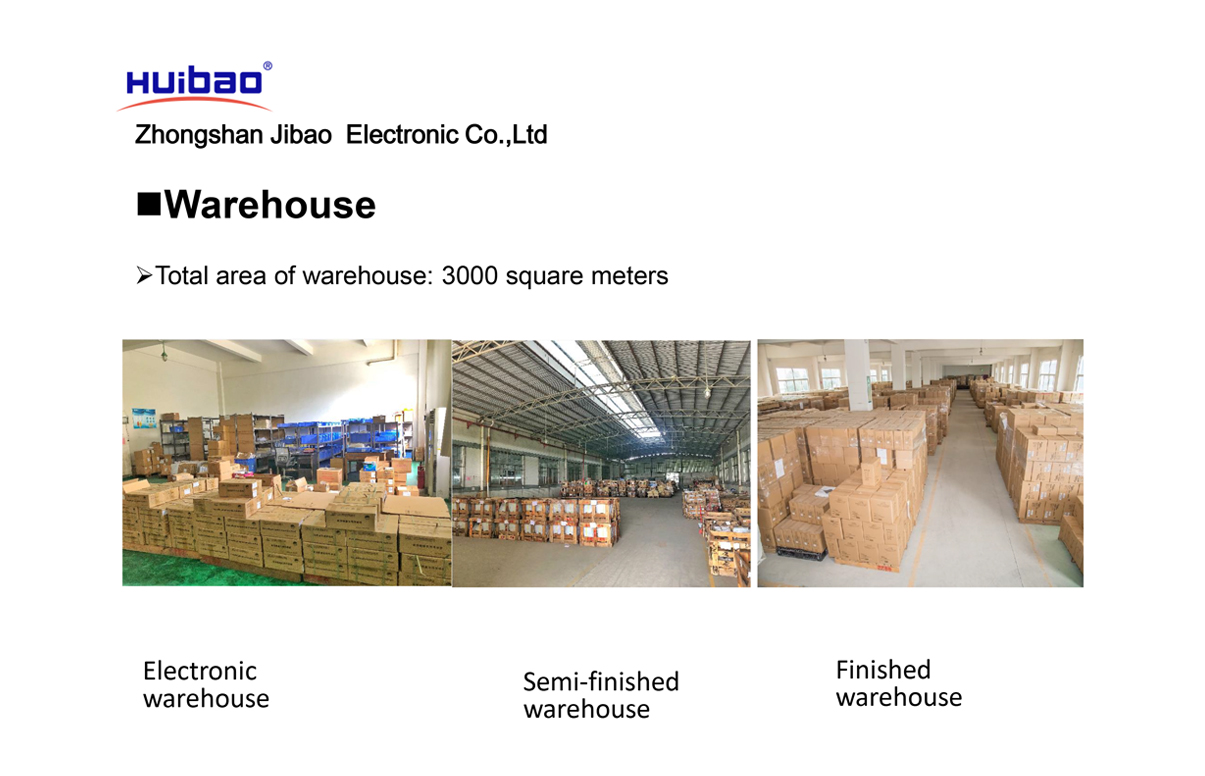 HUibao®
Zhongshan Jibao Electronic Co.,Ltd
■Warehouse
➢Total area of warehouse: 3000 square meters
Electronic
warehouse
Semi-finished
warehouse
Finished
warehouse